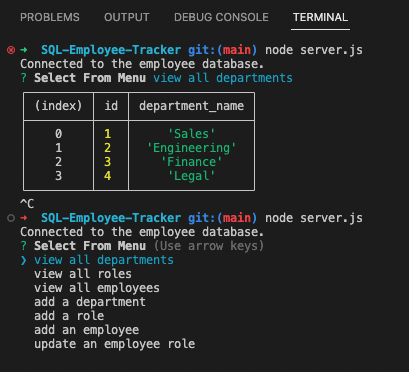 PROBLEMS OUTPUT DEBUG CONSOLE TERMINAL
➜ SQL-Employee-Tracker git:(main) node server.js
Connected to the employee database.
? Select From Menu view all departments
(index) id department_name
0 1 'Sales'
1 2 'Engineering'
2 3 'Finance'
3 4 'Legal'
^C
➜ SQL-Employee-Tracker git:(main) node server.js
Connected to the employee database.
? Select From Menu (Use arrow keys)
❯ view all departments
view all roles
view all employees
add a department
add a role
add an employee
update an employee role